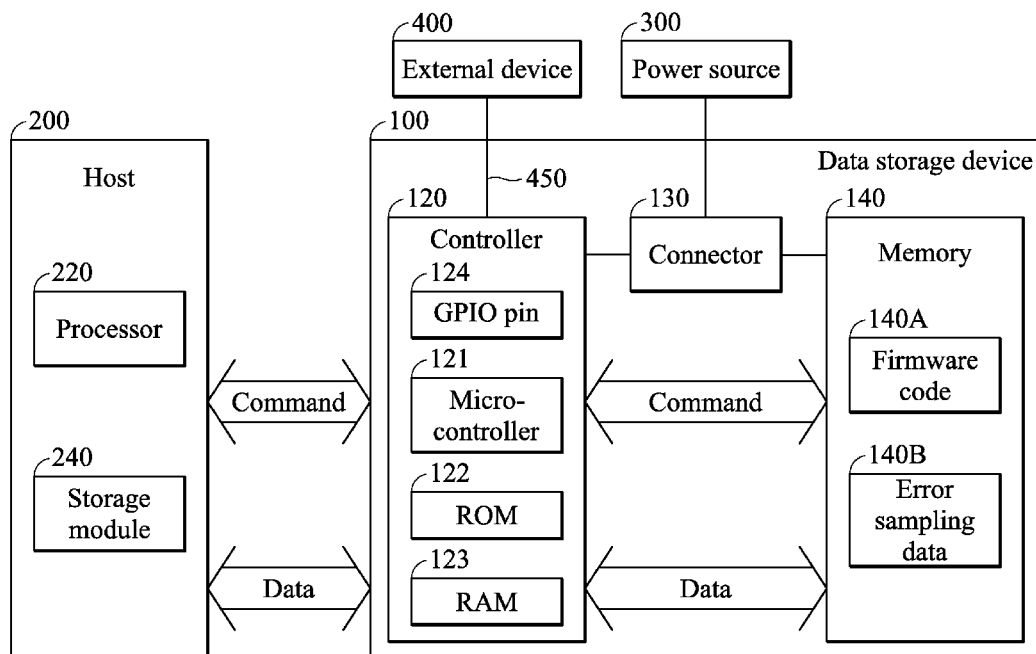 400
External device
300
Power source
200
Host
220
Processor
240
Storage
module
Command
Data
100
Data storage device
450
120
Controller
124
GPIO pin
121
Micro-
controller
122
ROM
123
RAM
130
Connector
Command
Data
140
Memory
140A
Firmware
code
140B
Error
sampling
data